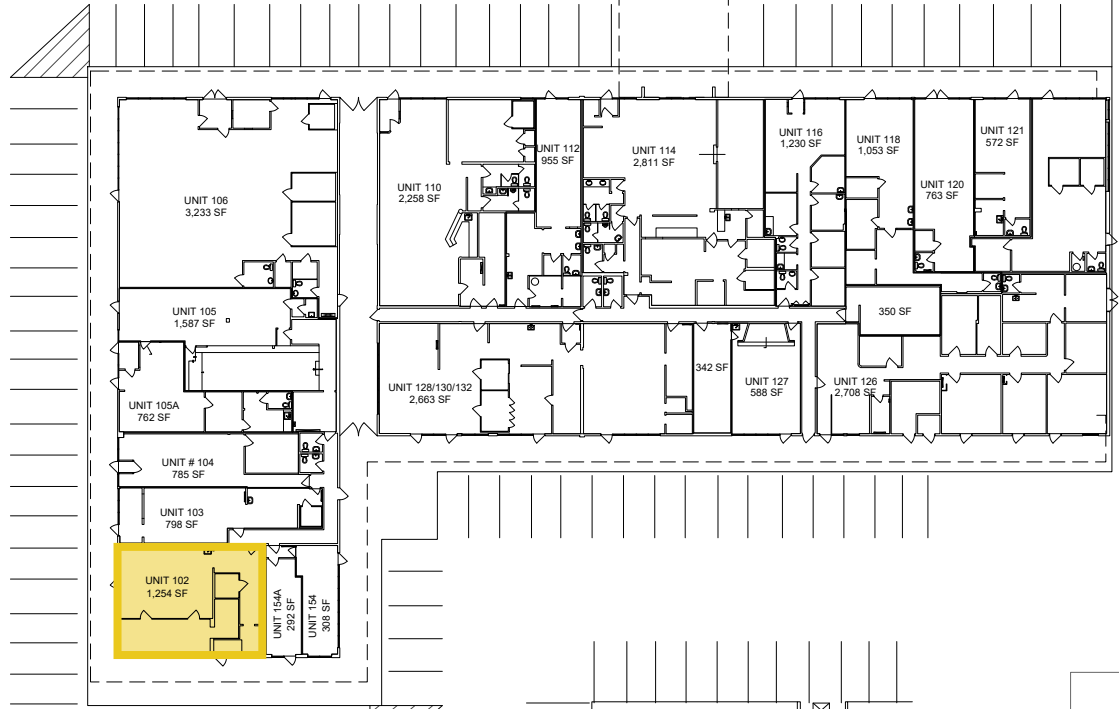 UNIT 106
3,233 SF
UNIT 110
2,258 SF
UNIT 112
955 SF
UNIT 114
2,811 SF
UNIT 116
1,230 SF
UNIT 118
1,053 SF
UNIT 120
763 SF
UNIT 121
572 SF
UNIT 105
1,587 SF
350 SF
UNIT 105A
762 SF
UNIT 128/130/132
2,663 SF
342 SF
UNIT 127
588 SF
UNIT 126
2,708 SF
UNIT # 104
785 SF
UNIT 103
798 SF
UNIT 102
1,254 SF
UNIT 154A
292 SF
UNIT 154
308 SF